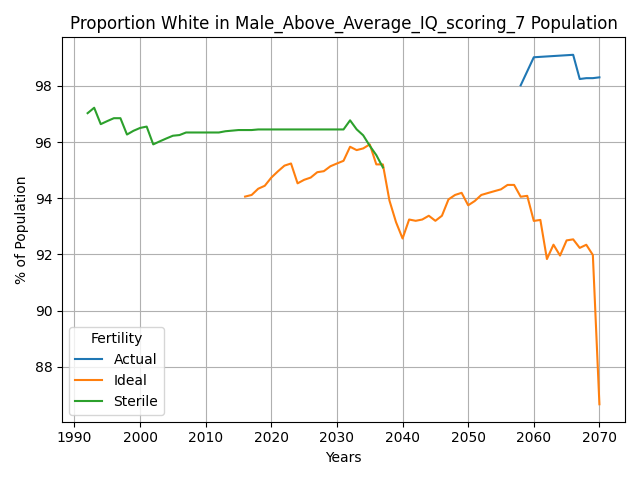 Proportion White in Male_Above_Average_IQ_scoring_7 Population
% of Population
98
96
94
92
90
88
Fertility
Actual
Ideal
Sterile
1990 2000 2010 2020 2030 2040 2050 2060 2070
Years